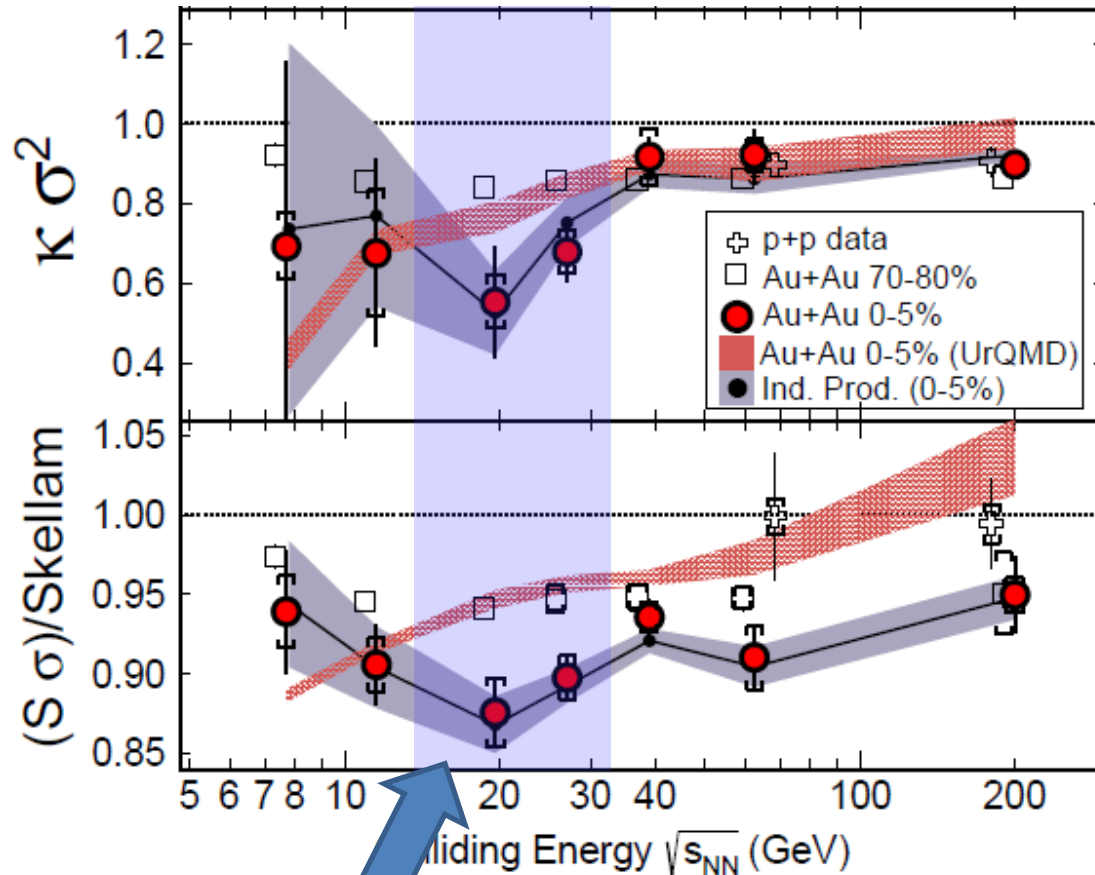 κ σ²
1.2
1.0
0.8
0.6
0.4
p+p data
Au+Au 70-80%
Au+Au 0-5%
Au+Au 0-5% (UrQMD)
Ind. Prod. (0-5%)
(S σ)/Skellam
1.05
1.00
0.95
0.90
0.85
5 6 7 8 10 20 30 40 100 200
lliding Energy √sNN (GeV)